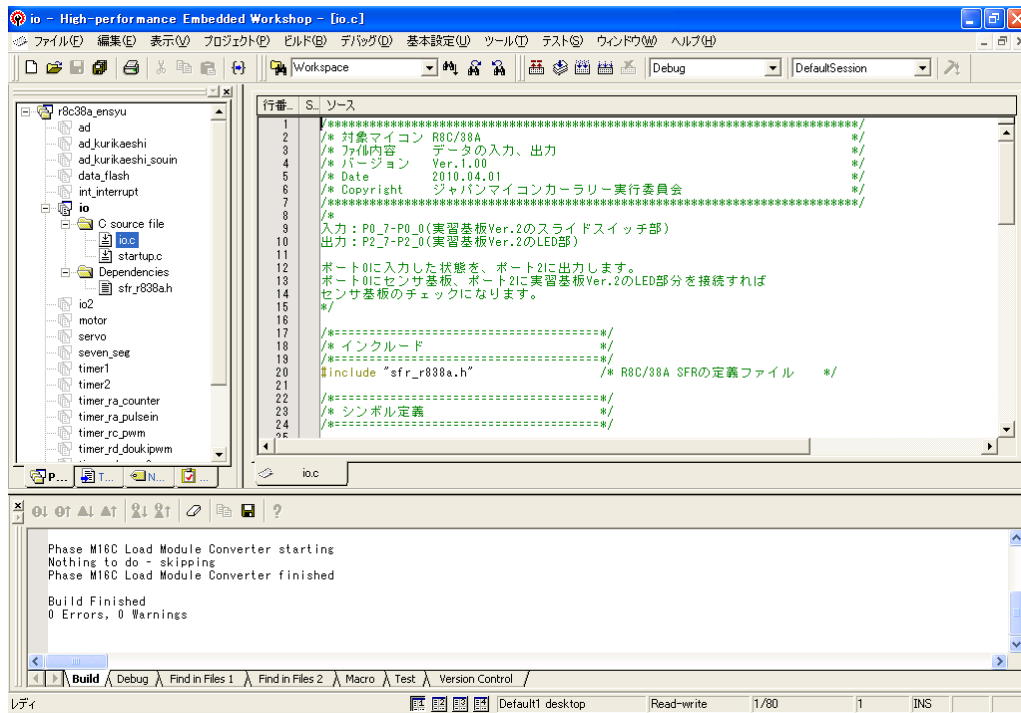 io - High-performance Embedded Workshop - [io.c]
ファイル(F) 編集(E) 表示(V) プロジェクト(P) ビルド(B) デバッグ(D) 基本設定(U) ツール(T) テスト(S) ウィンドウ(W) ヘルプ(H)
Workspace Debug DefaultSession
r8c38a_ensyu
ad
ad_kurikaeshi
ad_kurikaeshi_souin
data_flash
int_interrupt
io
C source file
io.c
startup.c
Dependencies
sfr_r838a.h
io2
motor
servo
seven_seg
timer1
timer2
timer_ra_counter
timer_ra_pulsein
timer_rc_pwm
timer_rd_doukipwm
P... T... N... ...
行番... S... ソース
1 /****************************************************************************/
2 /* 対象マイコン R8C/38A */
3 /* ファイル内容 データの入力、出力 */
4 /* バージョン Ver.1.00 */
5 /* Date 2010.04.01 */
6 /* Copyright ジャパンマイコンカーラリー実行委員会 */
7 /****************************************************************************/
8 /*
9 入力：P0_7-P0_0(実習基板Ver.2のスライドスイッチ部)
10 出力：P2_7-P2_0(実習基板Ver.2のLED部)
11
12 ポート0に入力した状態を、ポート2に出力します。
13 ポート0にセンサ基板、ポート2に実習基板Ver.2のLED部分を接続すれば
14 センサ基板のチェックになります。
15 */
16
17 /*======================================*/
18 /* インクルード */
19 /*======================================*/
20 #include "sfr_r838a.h" /* R8C/38A SFRの定義ファイル */
21
22 /*======================================*/
23 /* シンボル定義 */
24 /*======================================*/
25
io.c
Phase M16C Load Module Converter starting
Nothing to do - skipping
Phase M16C Load Module Converter finished
Build Finished
0 Errors, 0 Warnings
Build Debug Find in Files 1 Find in Files 2 Macro Test Version Control
レディ Default1 desktop Read-write 1/80 1 INS